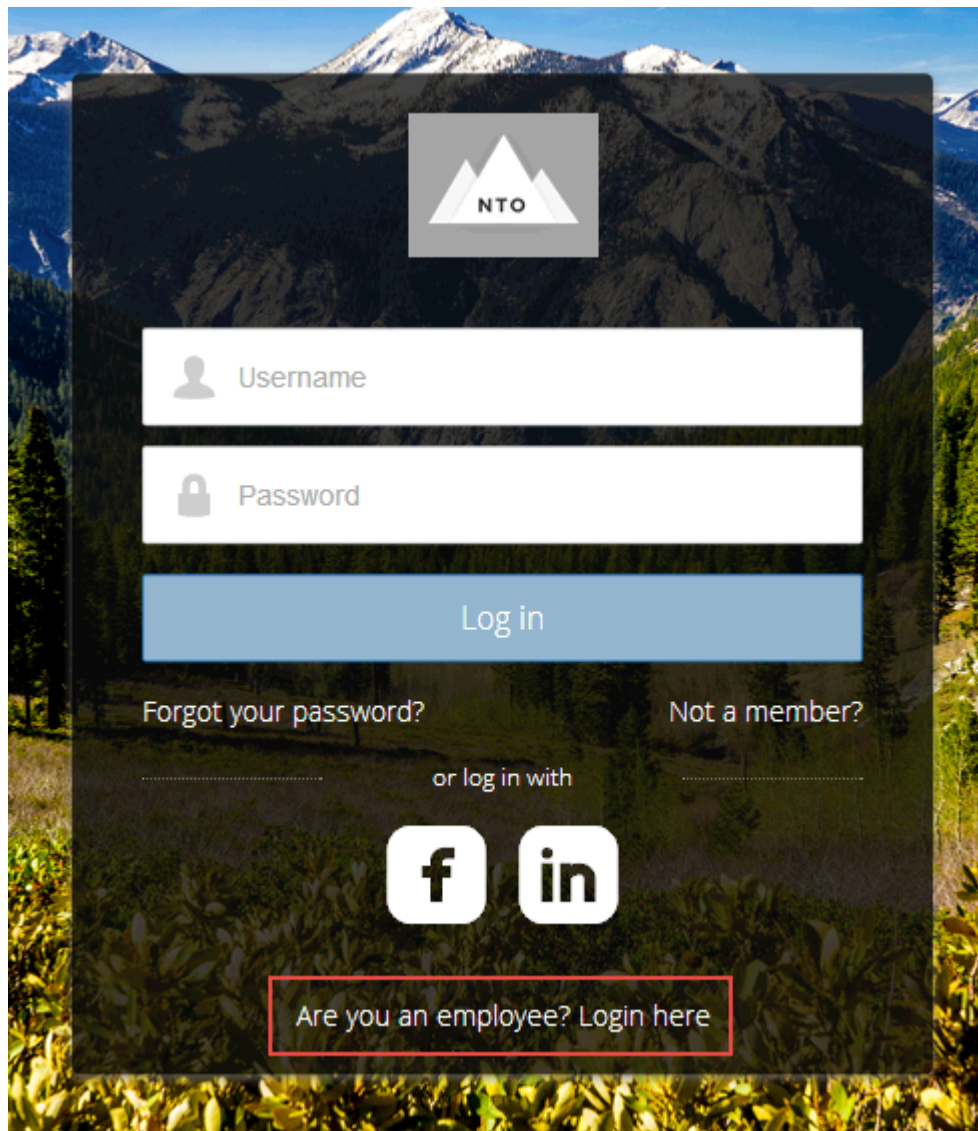 NTO
Username
Password
Log in
Forgot your password? Not a member?
or log in with
f in
Are you an employee? Login here